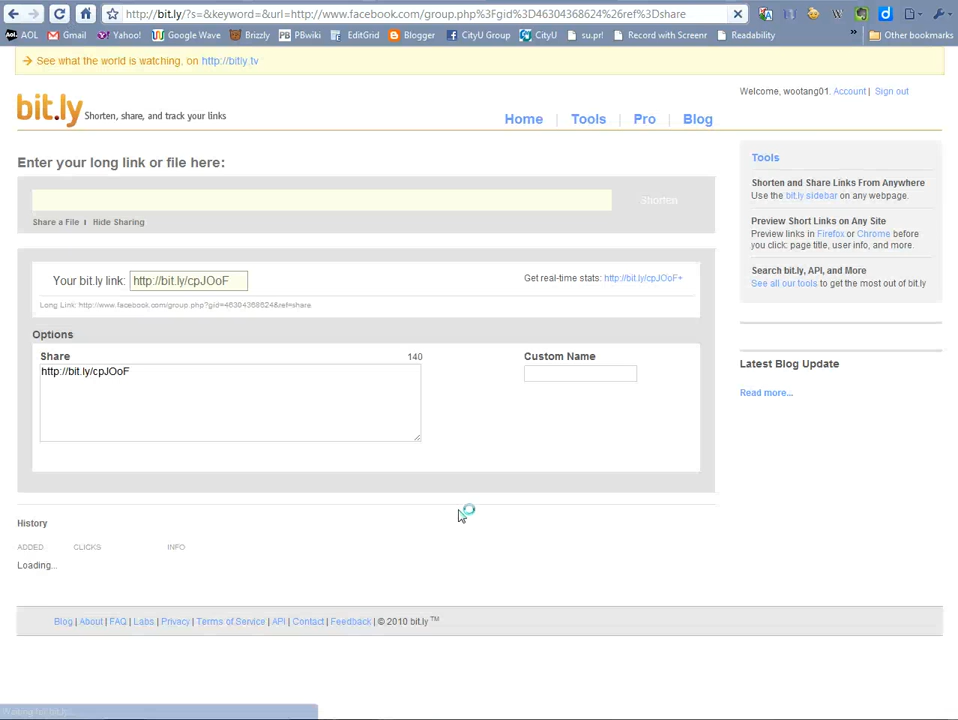 http://bit.ly/?s=&keyword=&url=http://www.facebook.com/group.php%3Fgid%3D46304368624%26ref%3Dshare
AOL Gmail Yahoo! Google Wave Brizzly PBwiki EditGrid Blogger CityU Group CityU su.pr! Record with Screenr Readability » Other bookmarks
See what the world is watching, on http://bitly.tv
Welcome, wootang01. Account | Sign out
bit.ly Shorten, share, and track your links
Home | Tools | Pro | Blog
Enter your long link or file here:
Shorten
Share a File Hide Sharing
Your bit.ly link: http://bit.ly/cpJOoF
Get real-time stats: http://bit.ly/cpJOoF+
Long Link: http://www.facebook.com/group.php?gid=46304368624&ref=share
Options
Share 140
http://bit.ly/cpJOoF
Custom Name
Tools
Shorten and Share Links From Anywhere
Use the bit.ly sidebar on any webpage.
Preview Short Links on Any Site
Preview links in Firefox or Chrome before
you click: page title, user info, and more.
Search bit.ly, API, and More
See all our tools to get the most out of bit.ly
Latest Blog Update
Read more...
History
ADDED CLICKS INFO
Loading...
Blog | About | FAQ | Labs | Privacy | Terms of Service | API | Contact | Feedback | © 2010 bit.ly TM